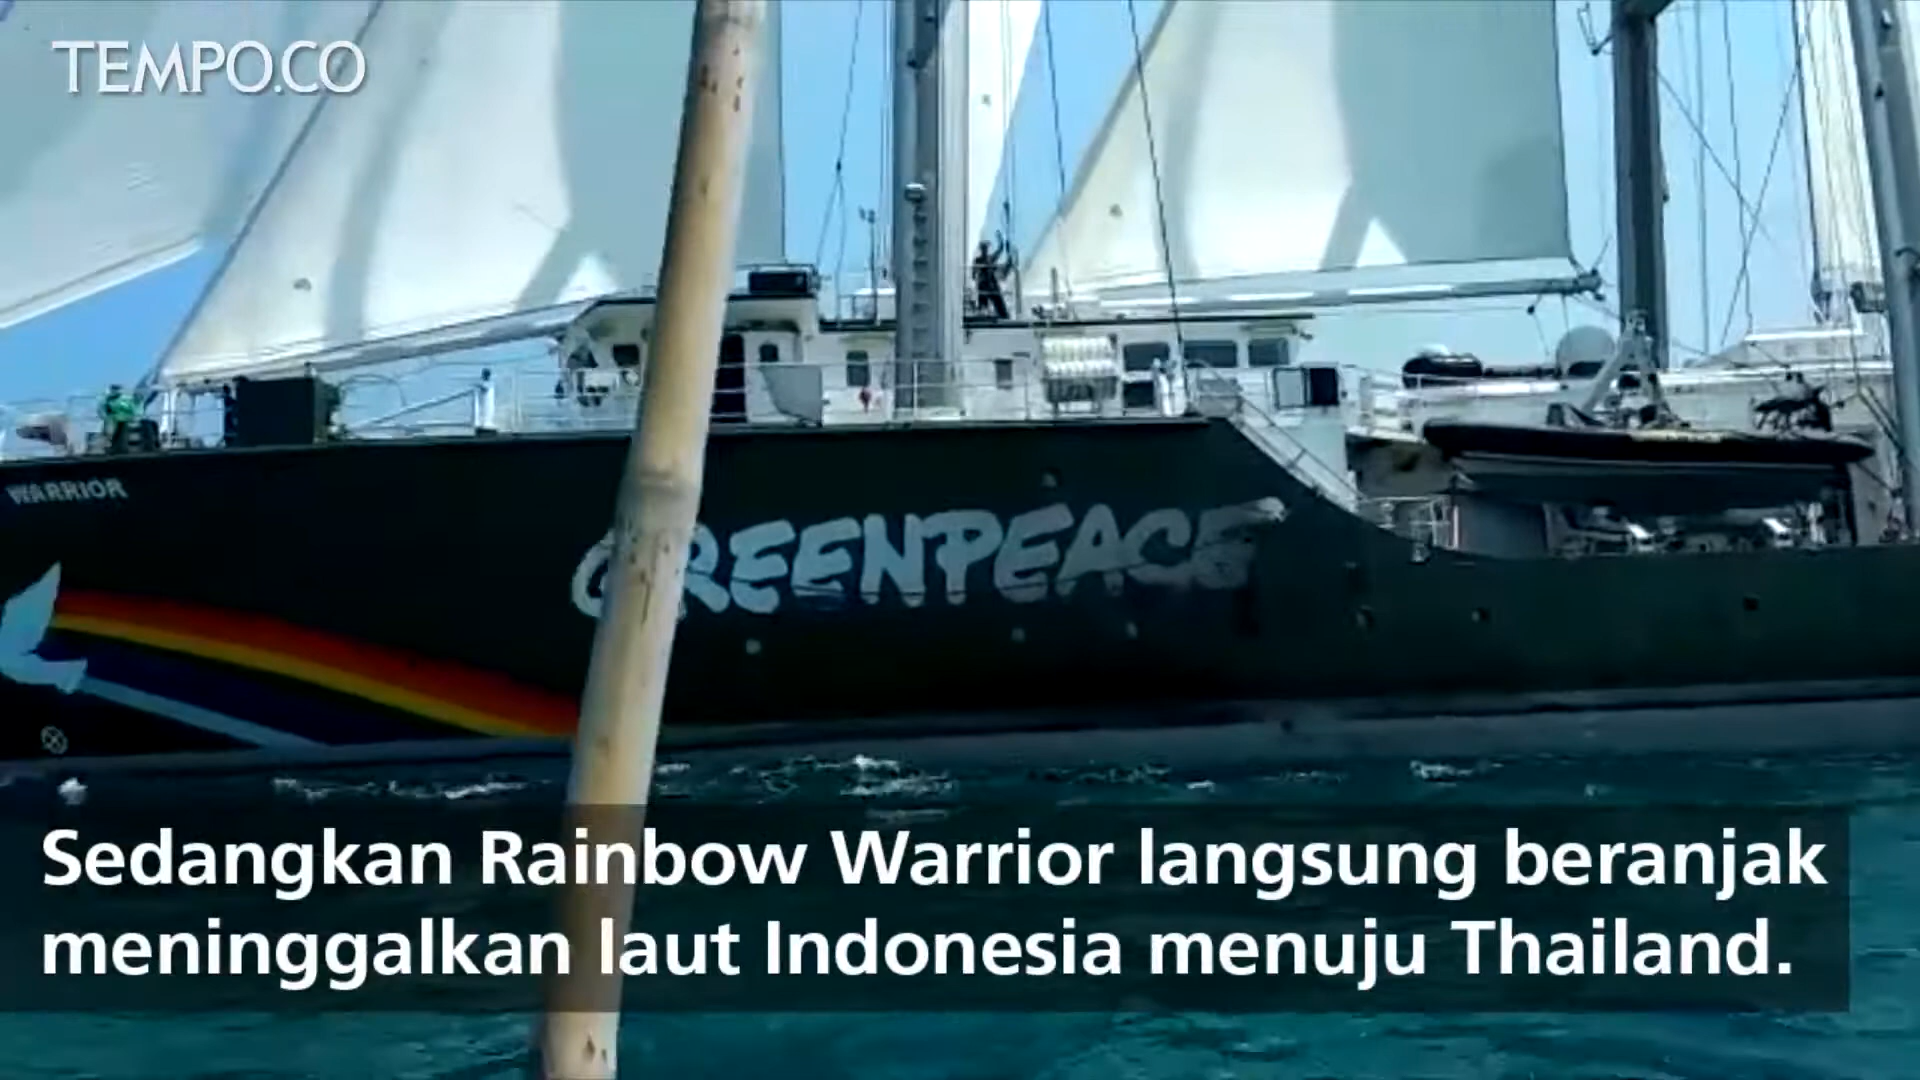 TEMPO.CO
WARRIOR
GREENPEACE
Sedangkan Rainbow Warrior langsung beranjak
meninggalkan laut Indonesia menuju Thailand.